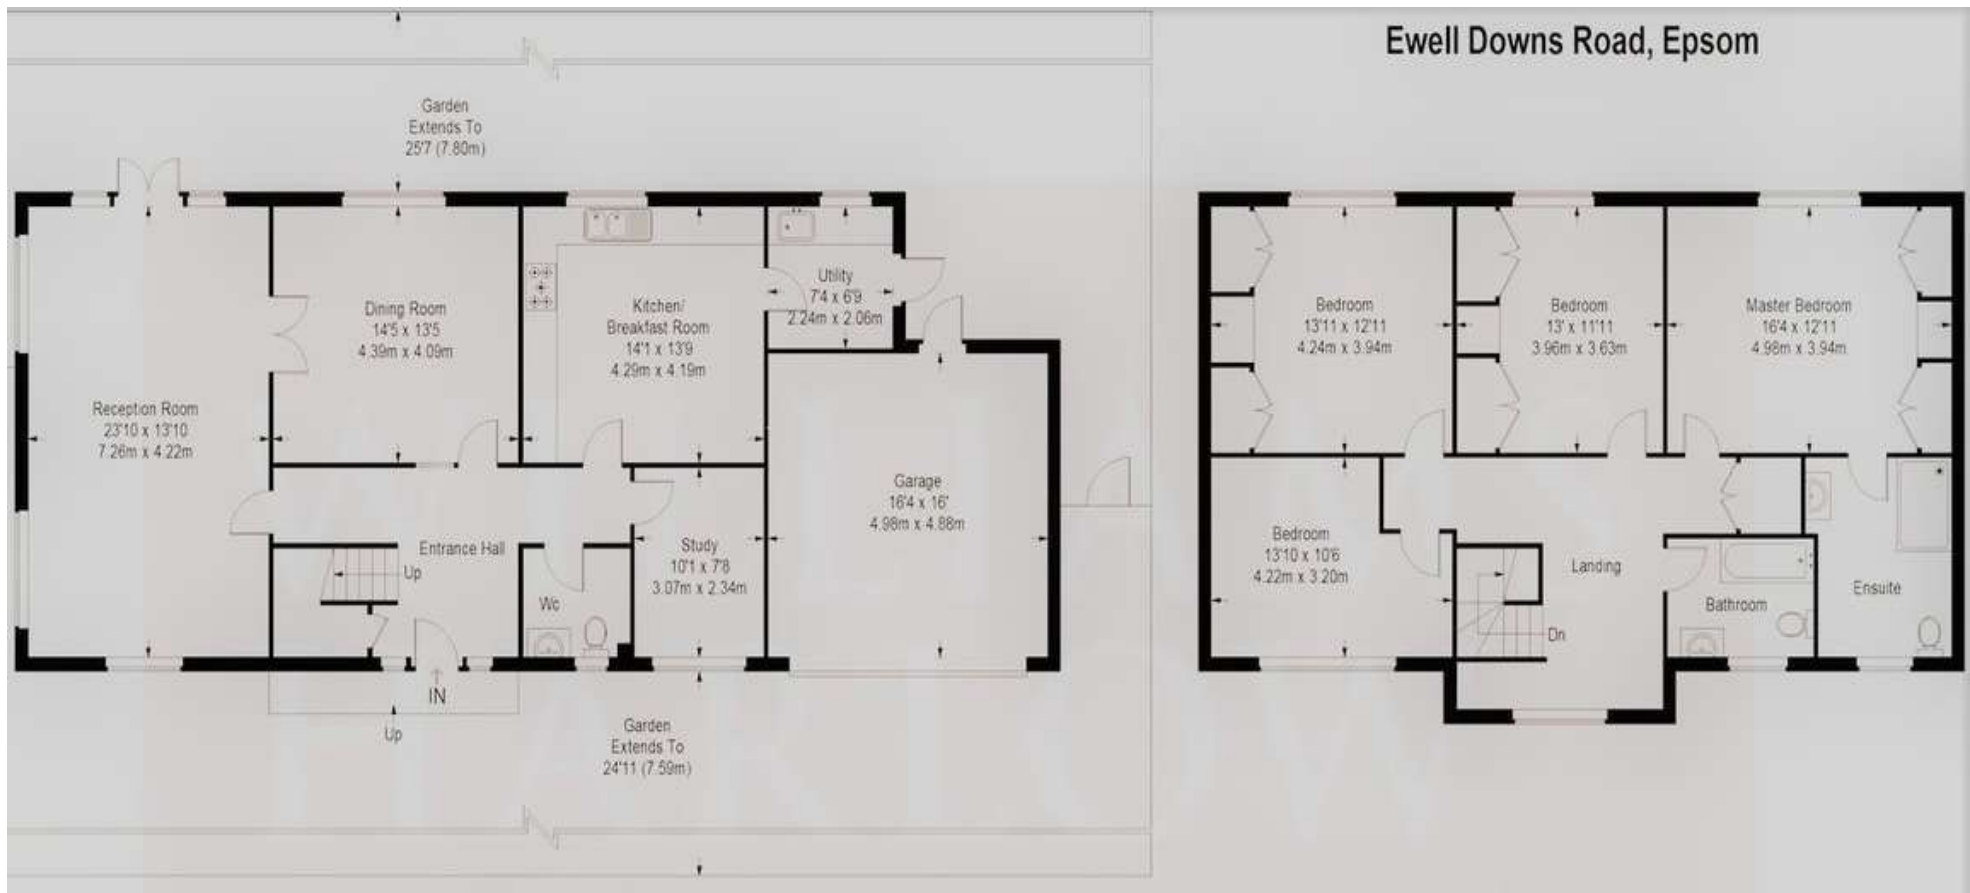 Ewell Downs Road, Epsom
Garden
Extends To
25'7 (7.80m)
Dining Room
14'5 x 13'5
4.39m x 4.09m
Kitchen/
Breakfast Room
14'1 x 13'9
4.29m x 4.19m
Utility
7'4 x 6'9
2.24m x 2.06m
Reception Room
23'10 x 13'10
7.26m x 4.22m
Garage
16'4 x 16'
4.98m x 4.88m
Entrance Hall
Up
Study
10'1 x 7'8
3.07m x 2.34m
Wc
IN
Up
Garden
Extends To
24'11 (7.59m)
Bedroom
13'11 x 12'11
4.24m x 3.94m
Bedroom
13' x 11'11
3.96m x 3.63m
Master Bedroom
16'4 x 12'11
4.98m x 3.94m
Bedroom
13'10 x 10'6
4.22m x 3.20m
Landing
Dn
Bathroom
Ensuite